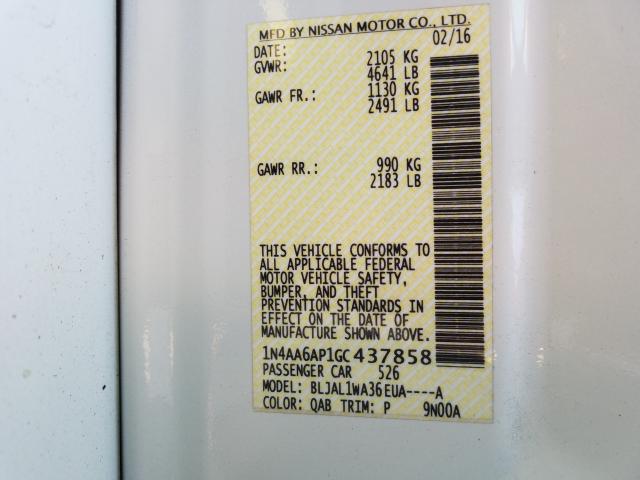 MFD BY NISSAN MOTOR CO., LTD.
DATE: 02/16
GVWR: 2105 KG
4641 LB
GAWR FR.: 1130 KG
2491 LB
GAWR RR.: 990 KG
2183 LB
THIS VEHICLE CONFORMS TO
ALL APPLICABLE FEDERAL
MOTOR VEHICLE SAFETY,
BUMPER, AND THEFT
PREVENTION STANDARDS IN
EFFECT ON THE DATE OF
MANUFACTURE SHOWN ABOVE.
1N4AA6AP1GC437858
PASSENGER CAR 526
MODEL: BLJAL1WA36EUA----A
COLOR: QAB TRIM: P 9N00A